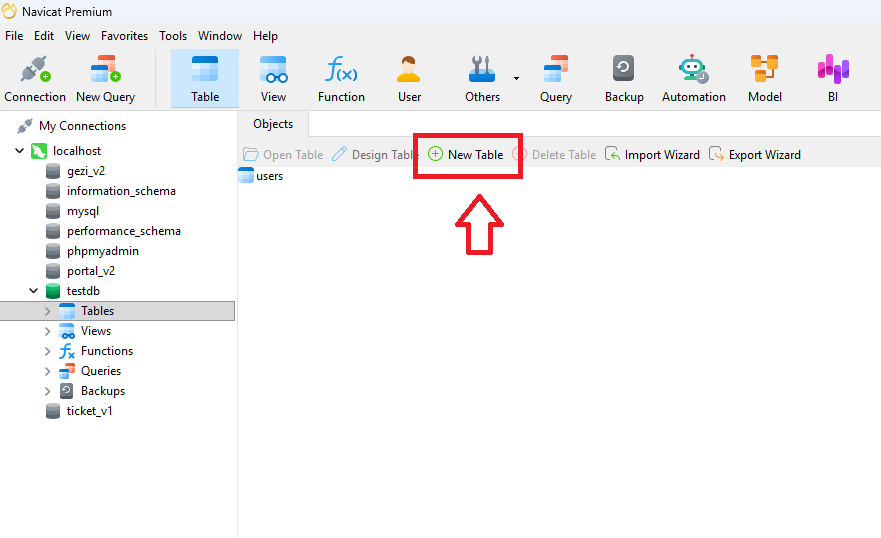 Navicat Premium
File Edit View Favorites Tools Window Help
Connection New Query Table View Function User Others Query Backup Automation Model BI
My Connections
Objects
localhost
Open Table Design Table New Table Delete Table Import Wizard Export Wizard
gezi_v2
users
information_schema
mysql
performance_schema
phpmyadmin
portal_v2
testdb
Tables
Views
Functions
Queries
Backups
ticket_v1